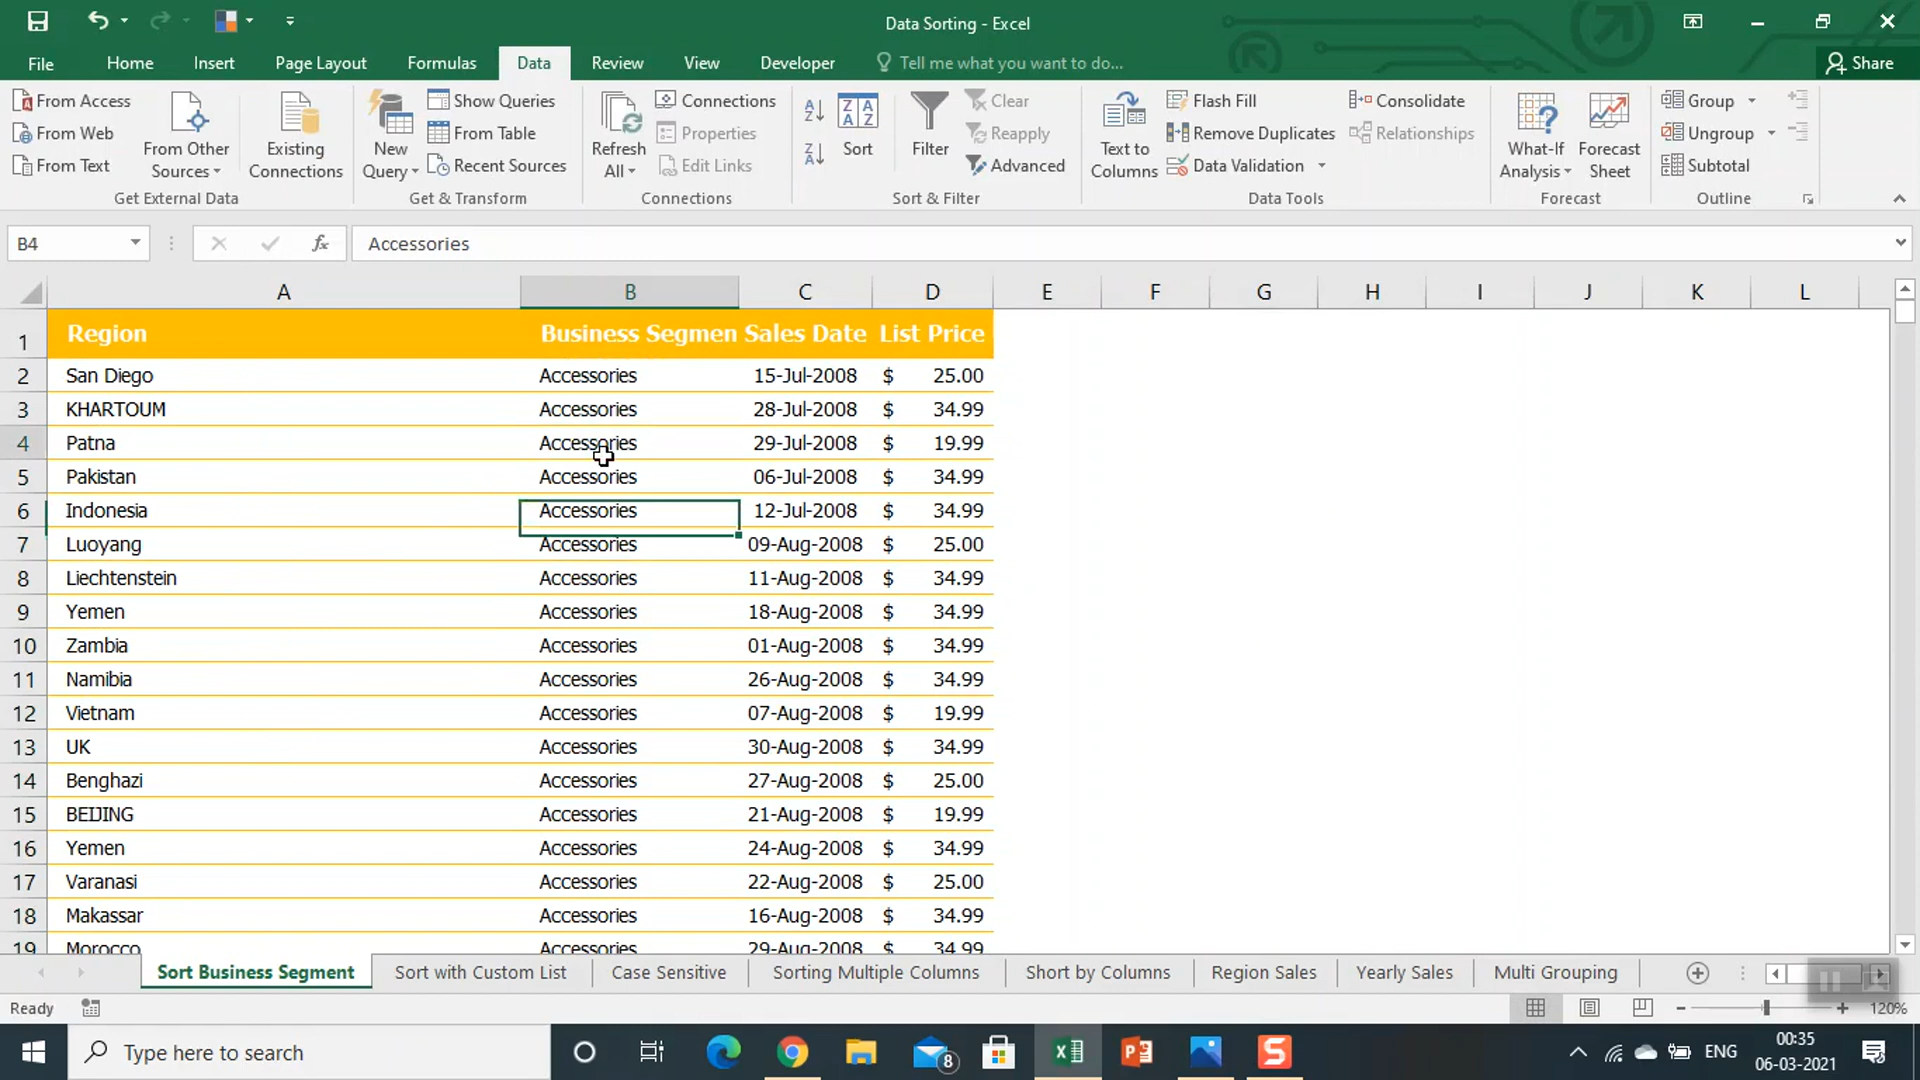 Data Sorting - Excel
File Home Insert Page Layout Formulas Data Review View Developer Tell me what you want to do... Share
From Access
From Web
From Text
From Other Sources
Existing Connections
Get External Data
New Query
Show Queries
From Table
Recent Sources
Get & Transform
Refresh All
Connections
Properties
Edit Links
Connections
Sort
Filter
Clear
Reapply
Advanced
Sort & Filter
Text to Columns
Flash Fill
Remove Duplicates
Data Validation
Consolidate
Relationships
Data Tools
What-If Analysis
Forecast Sheet
Forecast
Group
Ungroup
Subtotal
Outline
B4 fx Accessories
A B C D E F G H I J K L
1 Region Business Segmen Sales Date List Price
2 San Diego Accessories 15-Jul-2008 $ 25.00
3 KHARTOUM Accessories 28-Jul-2008 $ 34.99
4 Patna Accessories 29-Jul-2008 $ 19.99
5 Pakistan Accessories 06-Jul-2008 $ 34.99
6 Indonesia Accessories 12-Jul-2008 $ 34.99
7 Luoyang Accessories 09-Aug-2008 $ 25.00
8 Liechtenstein Accessories 11-Aug-2008 $ 34.99
9 Yemen Accessories 18-Aug-2008 $ 34.99
10 Zambia Accessories 01-Aug-2008 $ 34.99
11 Namibia Accessories 26-Aug-2008 $ 34.99
12 Vietnam Accessories 07-Aug-2008 $ 19.99
13 UK Accessories 30-Aug-2008 $ 34.99
14 Benghazi Accessories 27-Aug-2008 $ 25.00
15 BEIJING Accessories 21-Aug-2008 $ 19.99
16 Yemen Accessories 24-Aug-2008 $ 34.99
17 Varanasi Accessories 22-Aug-2008 $ 25.00
18 Makassar Accessories 16-Aug-2008 $ 34.99
19 Morocco Accessories 29-Aug-2008 $ 34.99
Sort Business Segment Sort with Custom List Case Sensitive Sorting Multiple Columns Short by Columns Region Sales Yearly Sales Multi Grouping
Ready 120%
Type here to search 8 ENG 00:35
06-03-2021